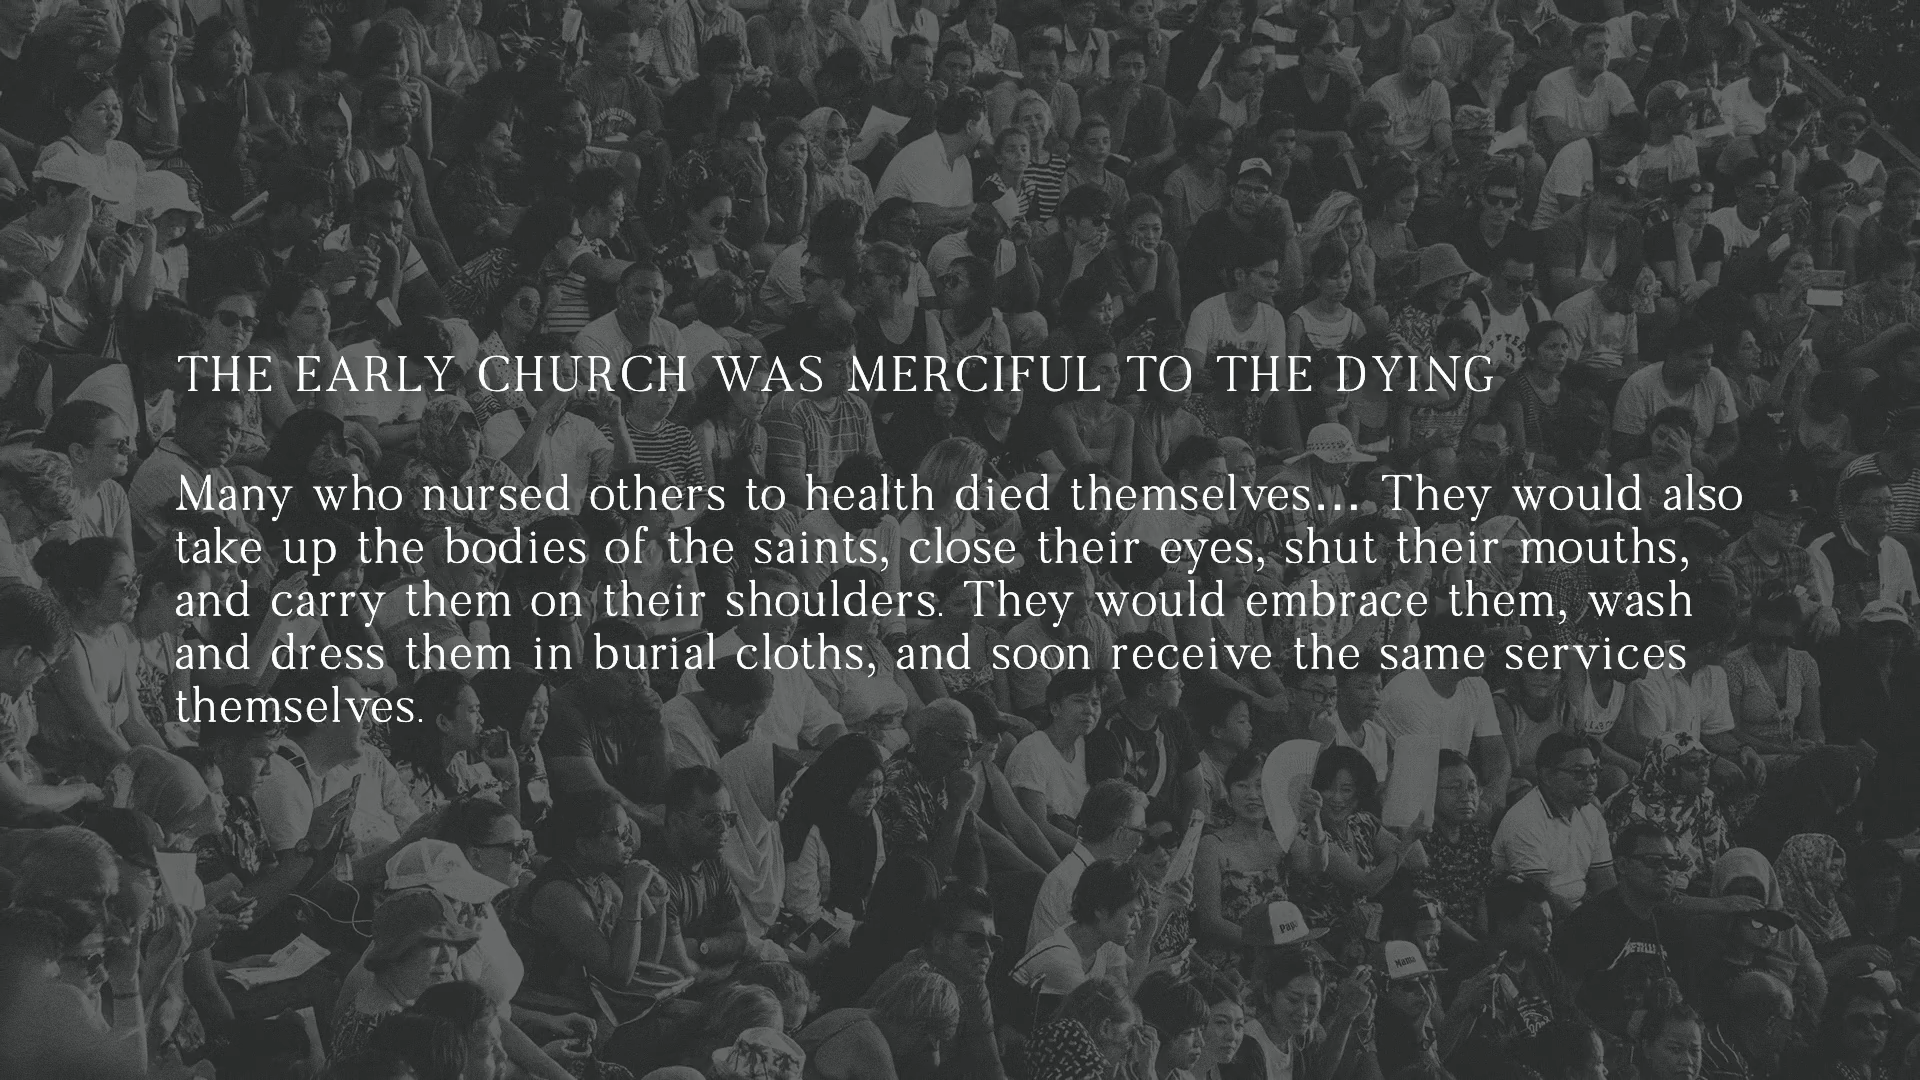 THE EARLY CHURCH WAS MERCIFUL TO THE DYING
Many who nursed others to health died themselves... They would also
take up the bodies of the saints, close their eyes, shut their mouths,
and carry them on their shoulders. They would embrace them, wash
and dress them in burial cloths, and soon receive the same services
themselves.
Papa
Mama